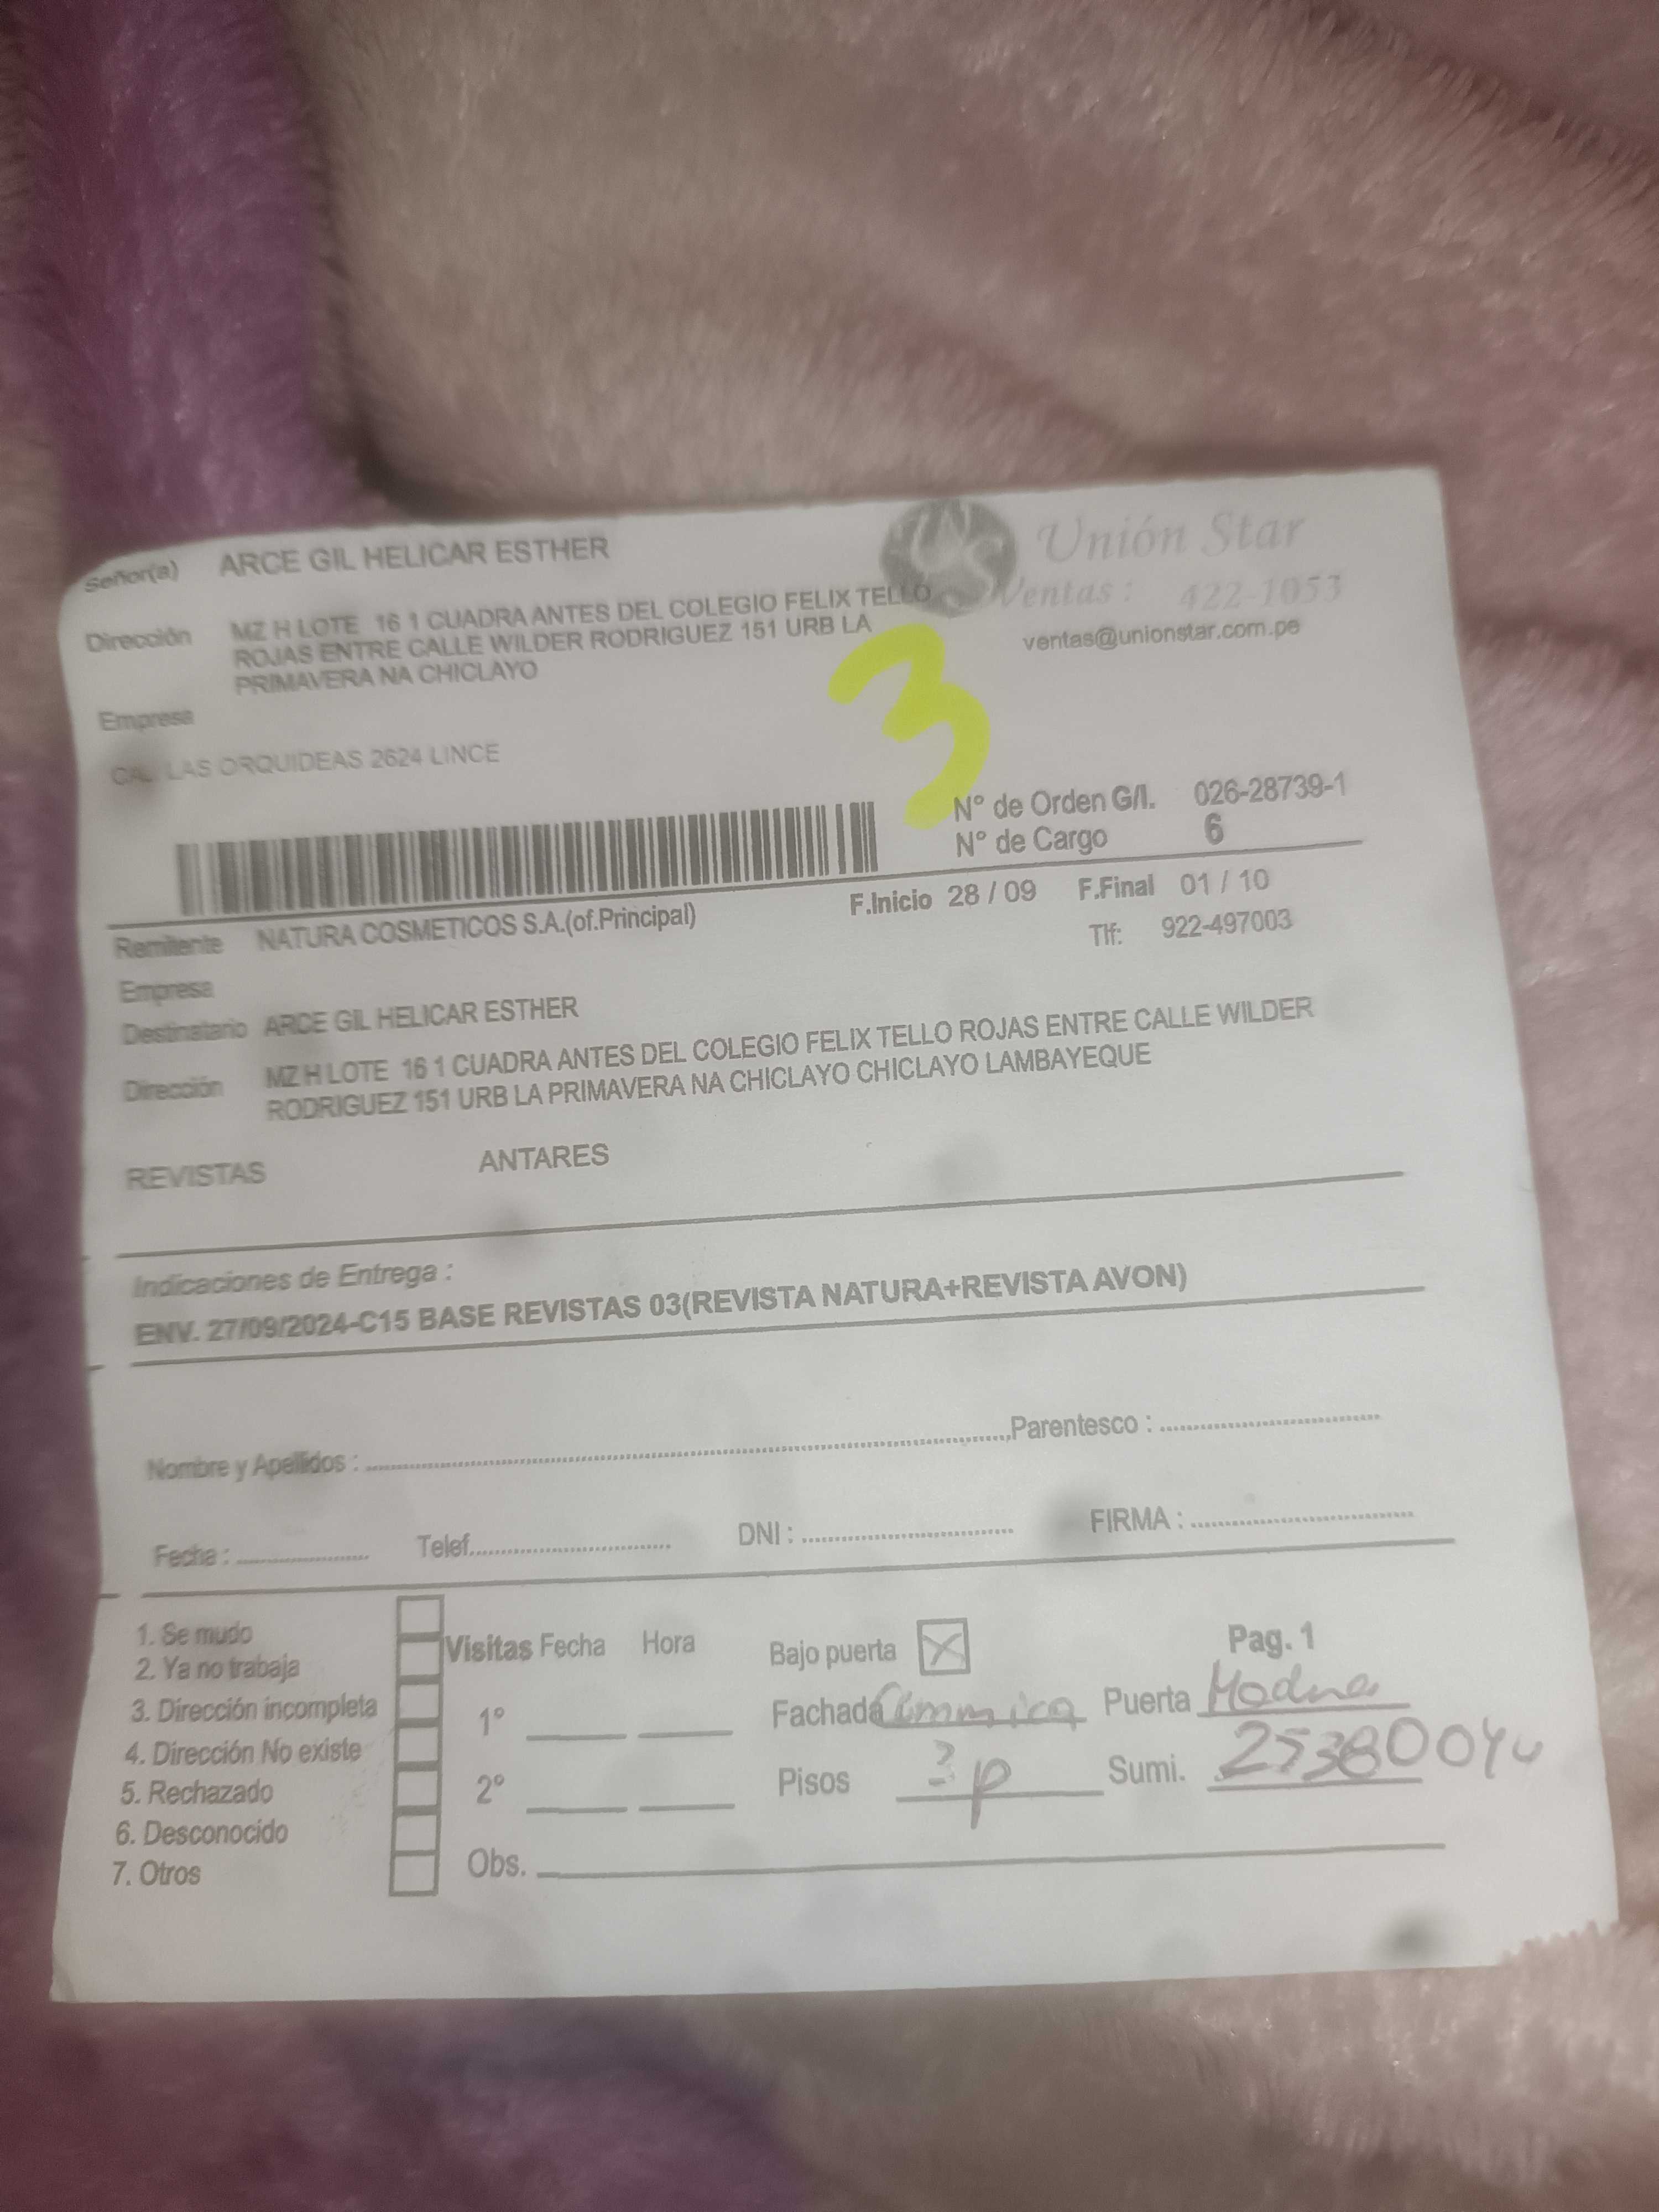 Señor(a) ARCE GIL HELICAR ESTHER
Unión Star
Ventas : 422-1053
ventas@unionstar.com.pe
Dirección MZ H LOTE 16 1 CUADRA ANTES DEL COLEGIO FELIX TELLO
ROJAS ENTRE CALLE WILDER RODRIGUEZ 151 URB LA
PRIMAVERA NA CHICLAYO
Empresa
CAL LAS ORQUIDEAS 2624 LINCE
3
N° de Orden G/I. 026-28739-1
N° de Cargo 6
F.Inicio 28 / 09 F.Final 01 / 10
Remitente NATURA COSMETICOS S.A.(of.Principal)
Tlf: 922-497003
Empresa
Destinatario ARCE GIL HELICAR ESTHER
Dirección MZ H LOTE 16 1 CUADRA ANTES DEL COLEGIO FELIX TELLO ROJAS ENTRE CALLE WILDER
RODRIGUEZ 151 URB LA PRIMAVERA NA CHICLAYO CHICLAYO LAMBAYEQUE
REVISTAS ANTARES
Indicaciones de Entrega :
ENV. 27/09/2024-C15 BASE REVISTAS 03(REVISTA NATURA+REVISTA AVON)
Nombre y Apellidos : Parentesco :
Fecha : Telef. DNI : FIRMA :
1. Se mudo
2. Ya no trabaja
3. Dirección incompleta
4. Dirección No existe
5. Rechazado
6. Desconocido
7. Otros
Visitas Fecha Hora
1°
2°
Obs.
Bajo puerta X Pag. 1
Fachada Puerta
Pisos 3 p Sumi.